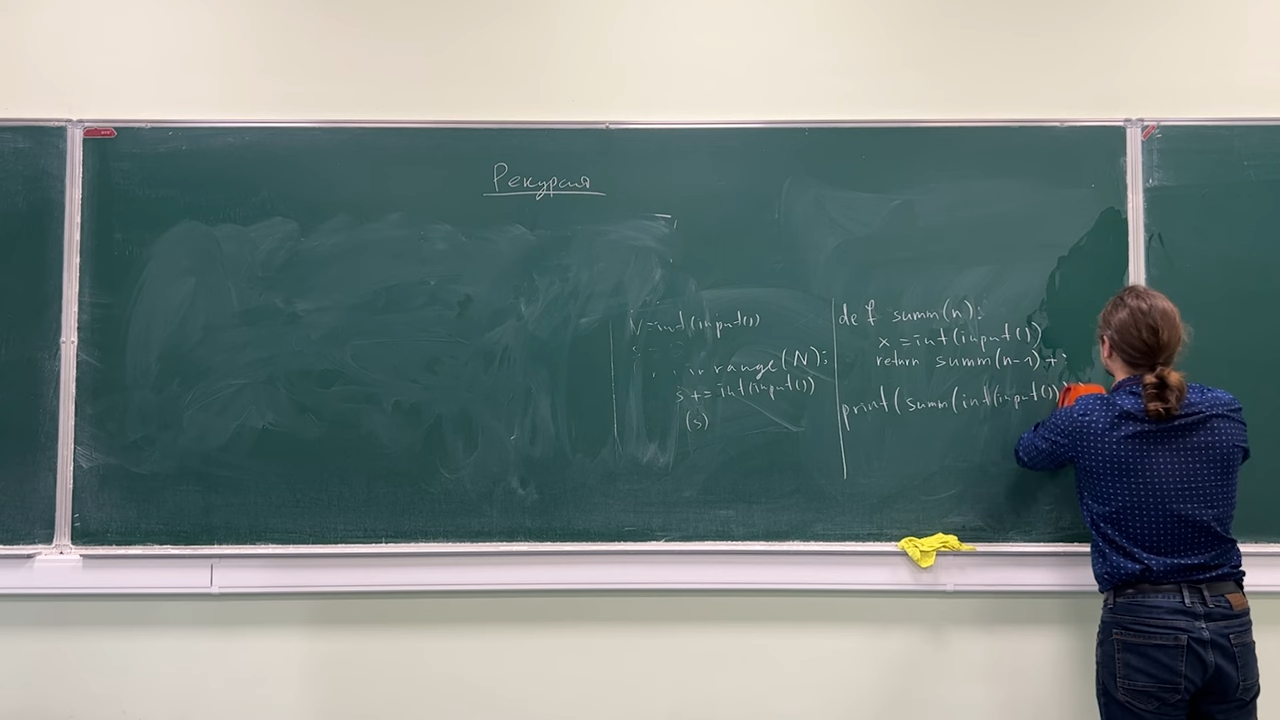 Рекурсия
N=int(input())
in range(N):
s += int(input())
(s)
def summ(n):
x = int(input())
return summ(n-1) +
print(summ(int(input())